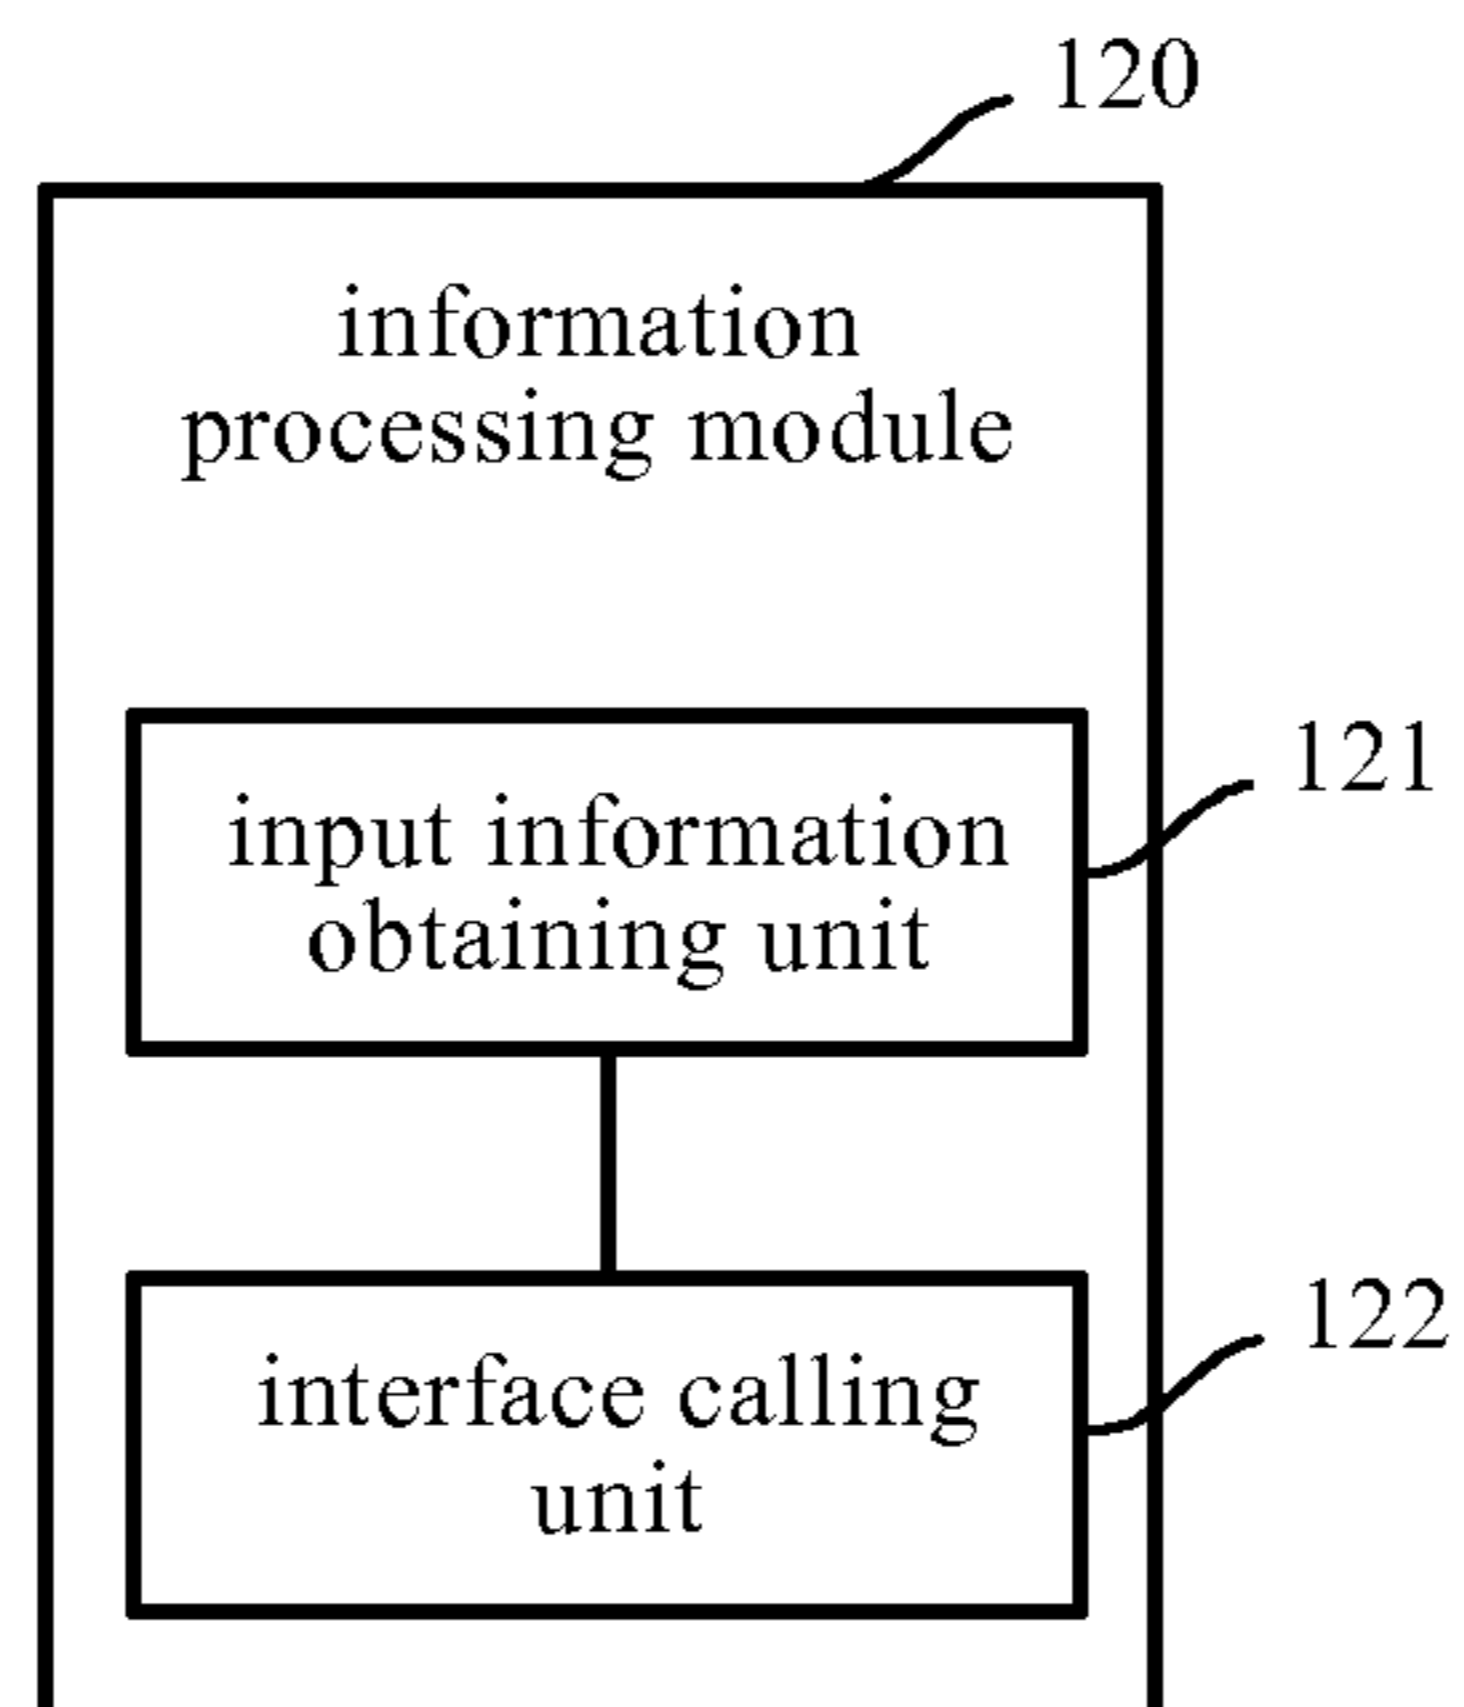 120
information
processing module
121
input information
obtaining unit
122
interface calling
unit